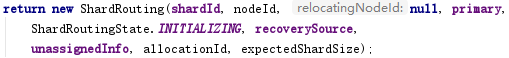 return new ShardRouting(shardId, nodeId, relocatingNodeId: null, primary,
ShardRoutingState.INITIALIZING, recoverySource,
unassignedInfo, allocationId, expectedShardSize);